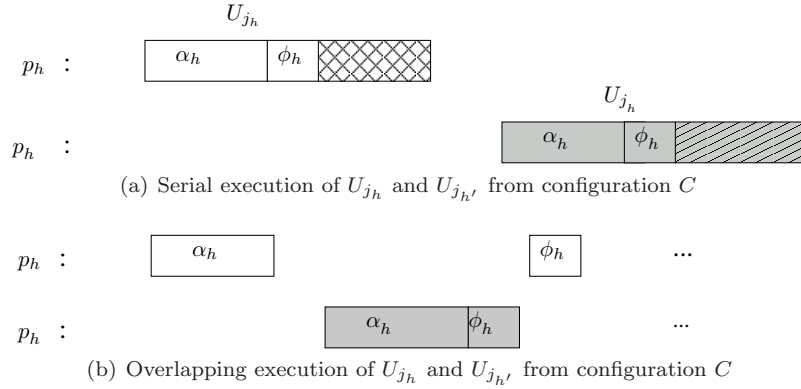 U_{j_h}
p_h : α_h ϕ_h
U_{j_h}
p_h : α_h ϕ_h
(a) Serial execution of U_{j_h} and U_{j_{h'}} from configuration C
p_h : α_h ϕ_h ...
p_h : α_h ϕ_h ...
(b) Overlapping execution of U_{j_h} and U_{j_{h'}} from configuration C